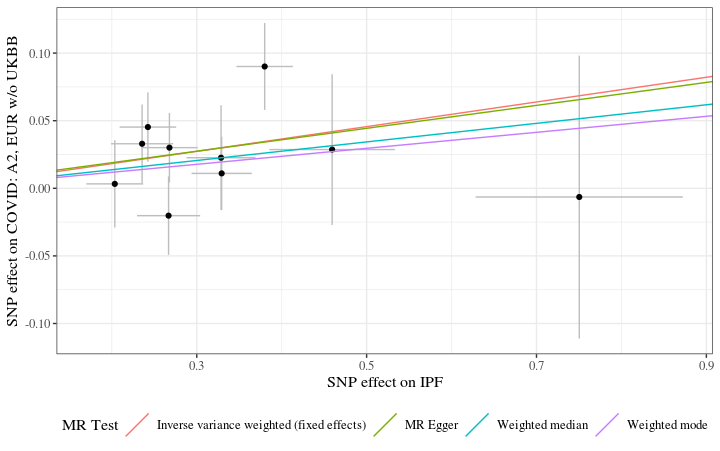 SNP effect on COVID: A2, EUR w/o UKBB
0.10
0.05
0.00
-0.05
-0.10
0.3
0.5
0.7
0.9
SNP effect on IPF
MR Test
Inverse variance weighted (fixed effects)
MR Egger
Weighted median
Weighted mode